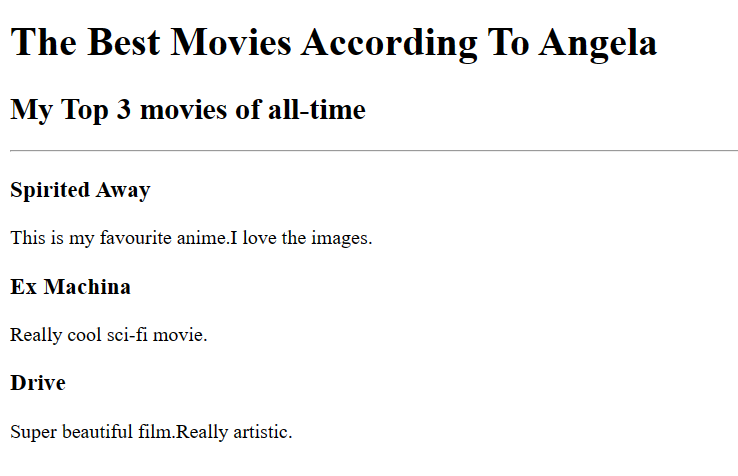 The Best Movies According To Angela
My Top 3 movies of all-time
Spirited Away
This is my favourite anime.I love the images.
Ex Machina
Really cool sci-fi movie.
Drive
Super beautiful film.Really artistic.